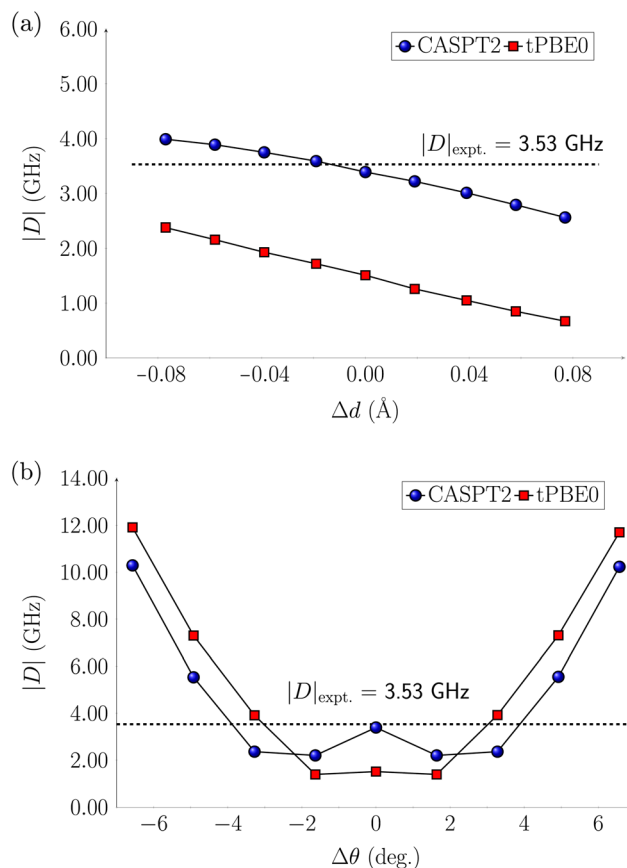 (a)
6.00
5.00
4.00
3.00
2.00
1.00
0.00
|D| (GHz)
CASPT2 tPBE0
|D|expt. = 3.53 GHz
-0.08 -0.04 0.00 0.04 0.08
Δd (Å)
(b)
14.00
12.00
10.00
8.00
6.00
4.00
2.00
0.00
|D| (GHz)
CASPT2 tPBE0
|D|expt. = 3.53 GHz
−6 −4 −2 0 2 4 6
Δθ (deg.)